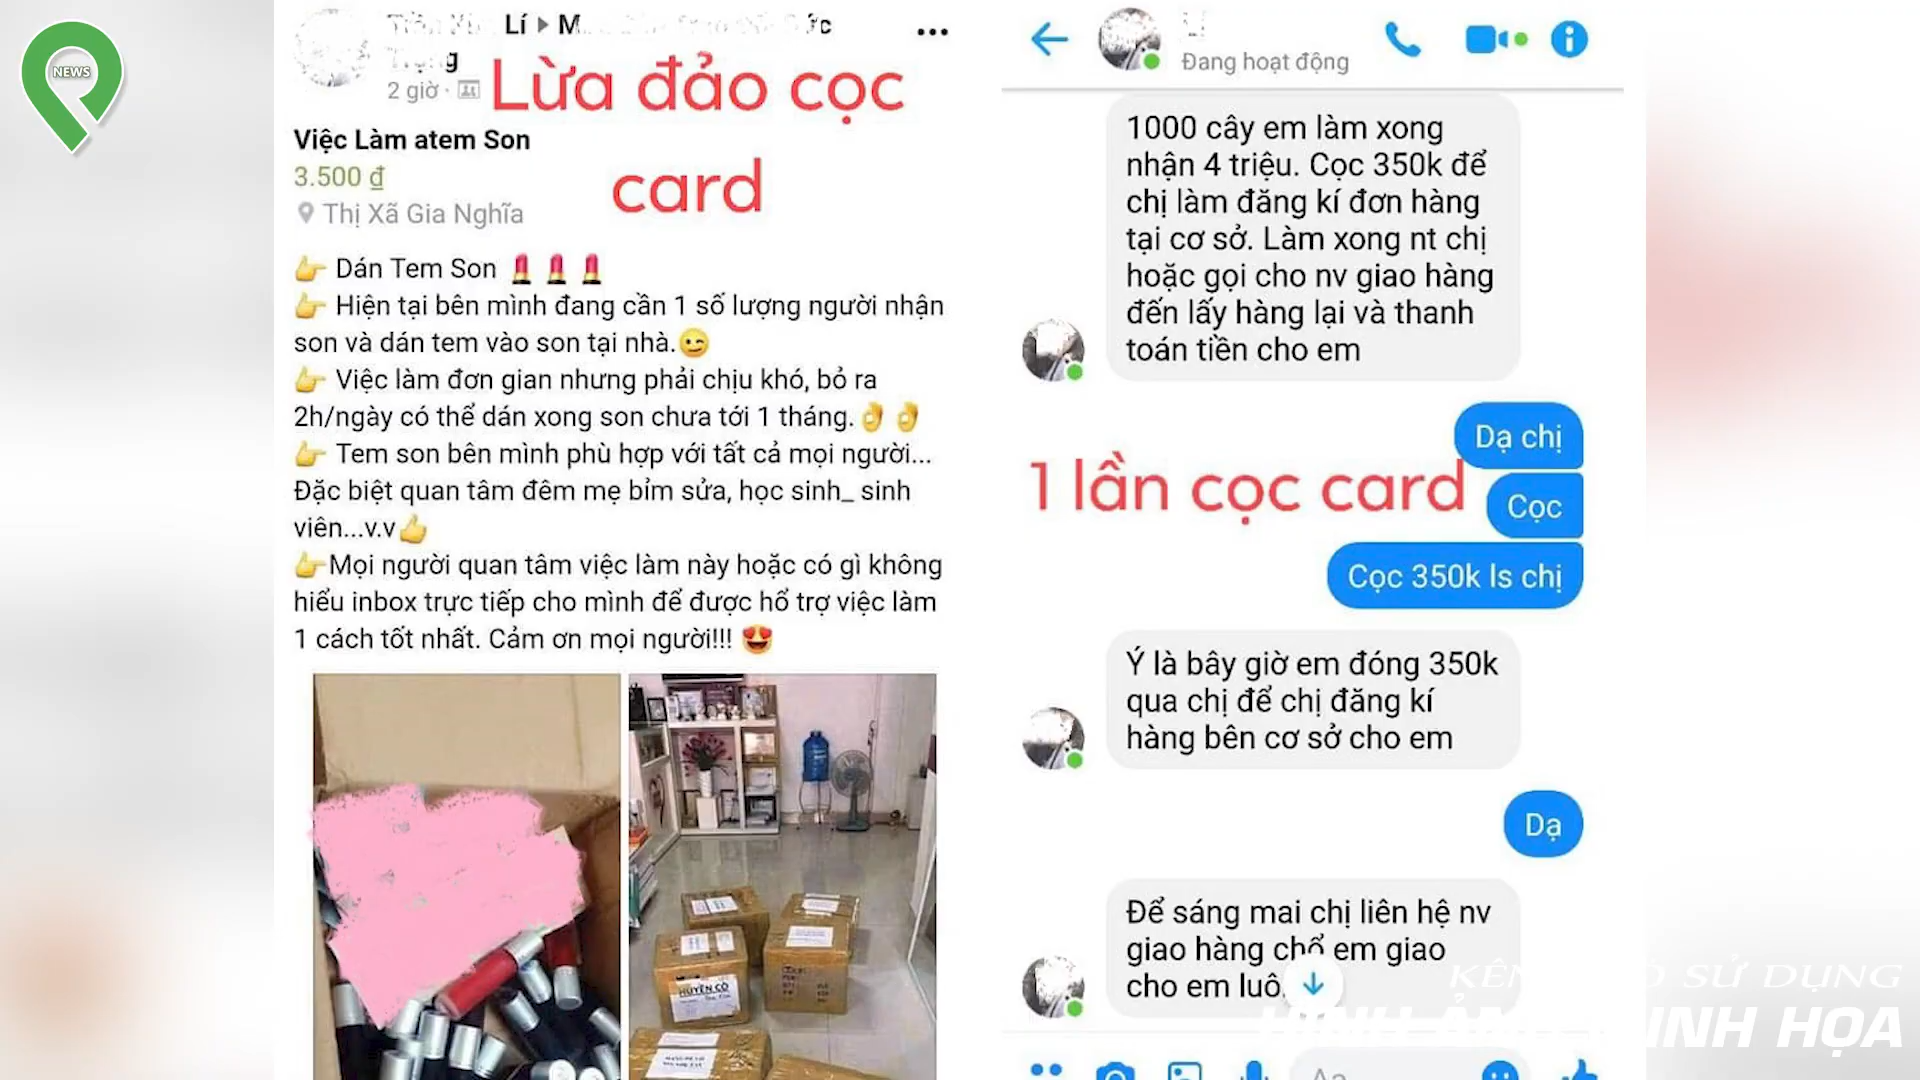 NEWS
Lí
2 giờ ·
Lừa đảo cọc
card
Việc Làm atem Son
3.500 đ
Thị Xã Gia Nghĩa
👉 Dán Tem Son 💄 💄 💄
👉 Hiện tại bên mình đang cần 1 số lượng người nhận
son và dán tem vào son tại nhà.😉
👉 Việc làm đơn gian nhưng phải chịu khó, bỏ ra
2h/ngày có thể dán xong son chưa tới 1 tháng.👌👌
👉 Tem son bên mình phù hợp với tất cả mọi người...
Đặc biệt quan tâm đêm mẹ bỉm sửa, học sinh_ sinh
viên...v.v👍
👉Mọi người quan tâm việc làm này hoặc có gì không
hiểu inbox trực tiếp cho mình để được hổ trợ việc làm
1 cách tốt nhất. Cảm ơn mọi người!!! 😍
HUYỀN CÒ
Đang hoạt động
1000 cây em làm xong
nhận 4 triệu. Cọc 350k để
chị làm đăng kí đơn hàng
tại cơ sở. Làm xong nt chị
hoặc gọi cho nv giao hàng
đến lấy hàng lại và thanh
toán tiền cho em
Dạ chị
1 lần cọc card
Cọc
Cọc 350k ls chị
Ý là bây giờ em đóng 350k
qua chị để chị đăng kí
hàng bên cơ sở cho em
Dạ
Để sáng mai chị liên hệ nv
giao hàng chổ em giao
cho em luô
Aa
SỬ DỤNG
HỌA